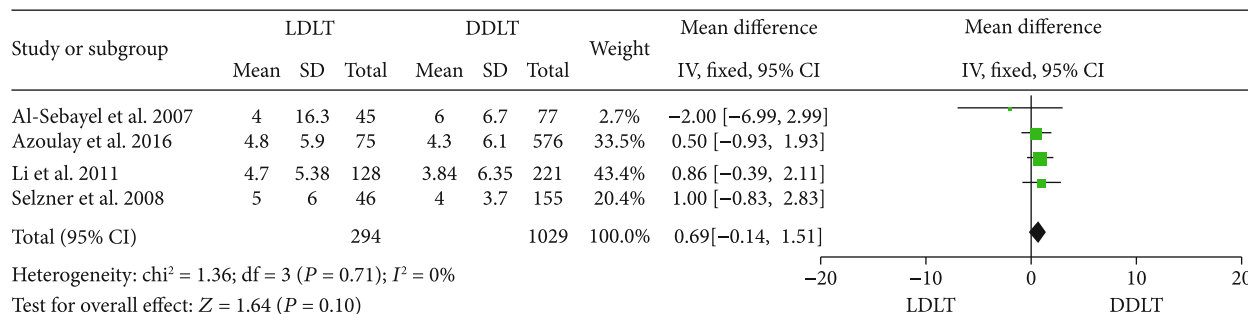 Study or subgroup LDLT DDLT Weight Mean difference Mean difference
Mean SD Total Mean SD Total IV, fixed, 95% CI IV, fixed, 95% CI
Al-Sebayel et al. 2007 4 16.3 45 6 6.7 77 2.7% −2.00 [−6.99, 2.99]
Azoulay et al. 2016 4.8 5.9 75 4.3 6.1 576 33.5% 0.50 [−0.93, 1.93]
Li et al. 2011 4.7 5.38 128 3.84 6.35 221 43.4% 0.86 [−0.39, 2.11]
Selzner et al. 2008 5 6 46 4 3.7 155 20.4% 1.00 [−0.83, 2.83]
Total (95% CI) 294 1029 100.0% 0.69[−0.14, 1.51]
Heterogeneity: chi² = 1.36; df = 3 (P = 0.71); I² = 0%
Test for overall effect: Z = 1.64 (P = 0.10)
−20 −10 0 10 20
LDLT DDLT